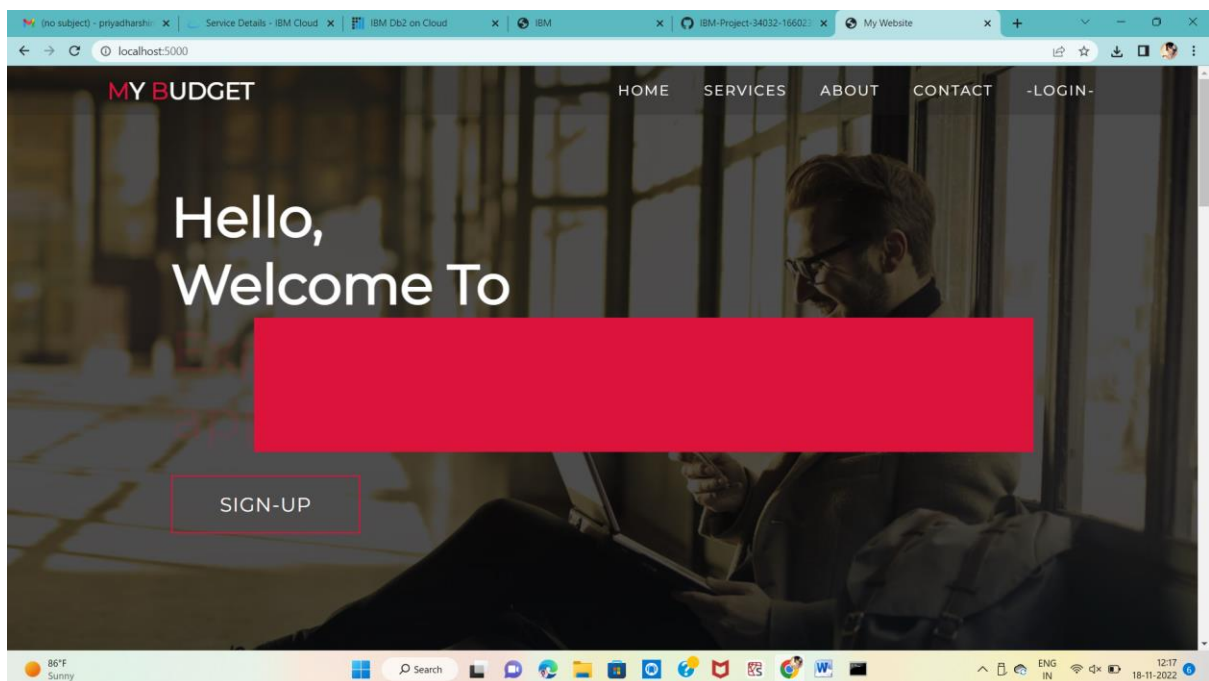 (no subject) - priyadharshin
Service Details - IBM Cloud
IBM Db2 on Cloud
IBM
IBM-Project-34032-166023
My Website
localhost:5000
MY BUDGET
HOME SERVICES ABOUT CONTACT -LOGIN-
Hello,
Welcome To
SIGN-UP
86°F
Sunny
Search
ENG
IN
12:17
18-11-2022
6